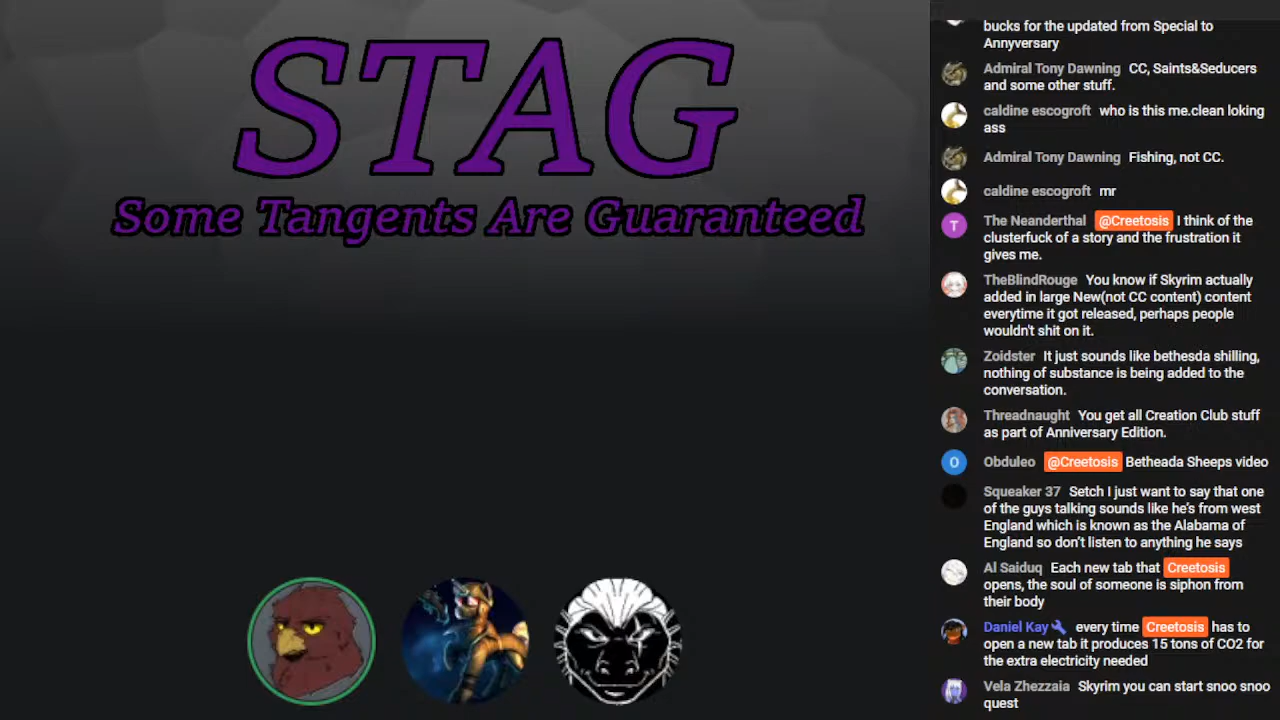 STAG
Some Tangents Are Guaranteed
bucks for the updated from Special to
Annyversary
Admiral Tony Dawning CC, Saints&Seducers
and some other stuff.
caldine escogroft who is this me.clean loking
ass
Admiral Tony Dawning Fishing, not CC.
caldine escogroft mr
T The Neanderthal @Creetosis I think of the
clusterfuck of a story and the frustration it
gives me.
TheBlindRouge You know if Skyrim actually
added in large New(not CC content) content
everytime it got released, perhaps people
wouldn't shit on it.
Zoidster It just sounds like bethesda shilling,
nothing of substance is being added to the
conversation.
Threadnaught You get all Creation Club stuff
as part of Anniversary Edition.
O Obduleo @Creetosis Betheada Sheeps video
Squeaker 37 Setch I just want to say that one
of the guys talking sounds like he's from west
England which is known as the Alabama of
England so don't listen to anything he says
Al Saiduq Each new tab that Creetosis
opens, the soul of someone is siphon from
their body
Daniel Kay every time Creetosis has to
open a new tab it produces 15 tons of CO2 for
the extra electricity needed
Vela Zhezzaia Skyrim you can start snoo snoo
quest